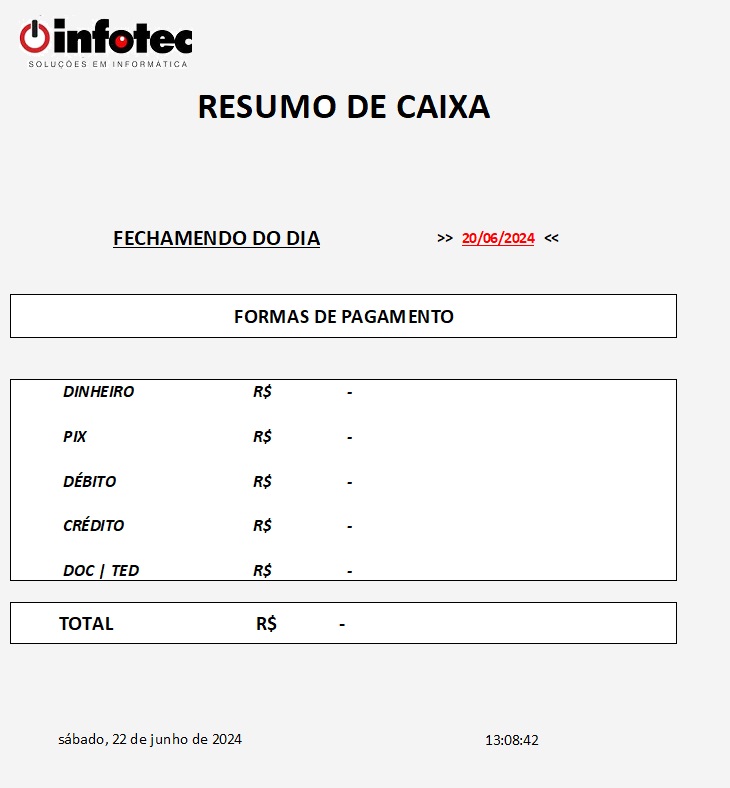 infotec
SOLUÇÕES EM INFORMÁTICA
RESUMO DE CAIXA
FECHAMENDO DO DIA >> 20/06/2024 <<
FORMAS DE PAGAMENTO
DINHEIRO R$ -
PIX R$ -
DÉBITO R$ -
CRÉDITO R$ -
DOC | TED R$ -
TOTAL R$ -
sábado, 22 de junho de 2024 13:08:42